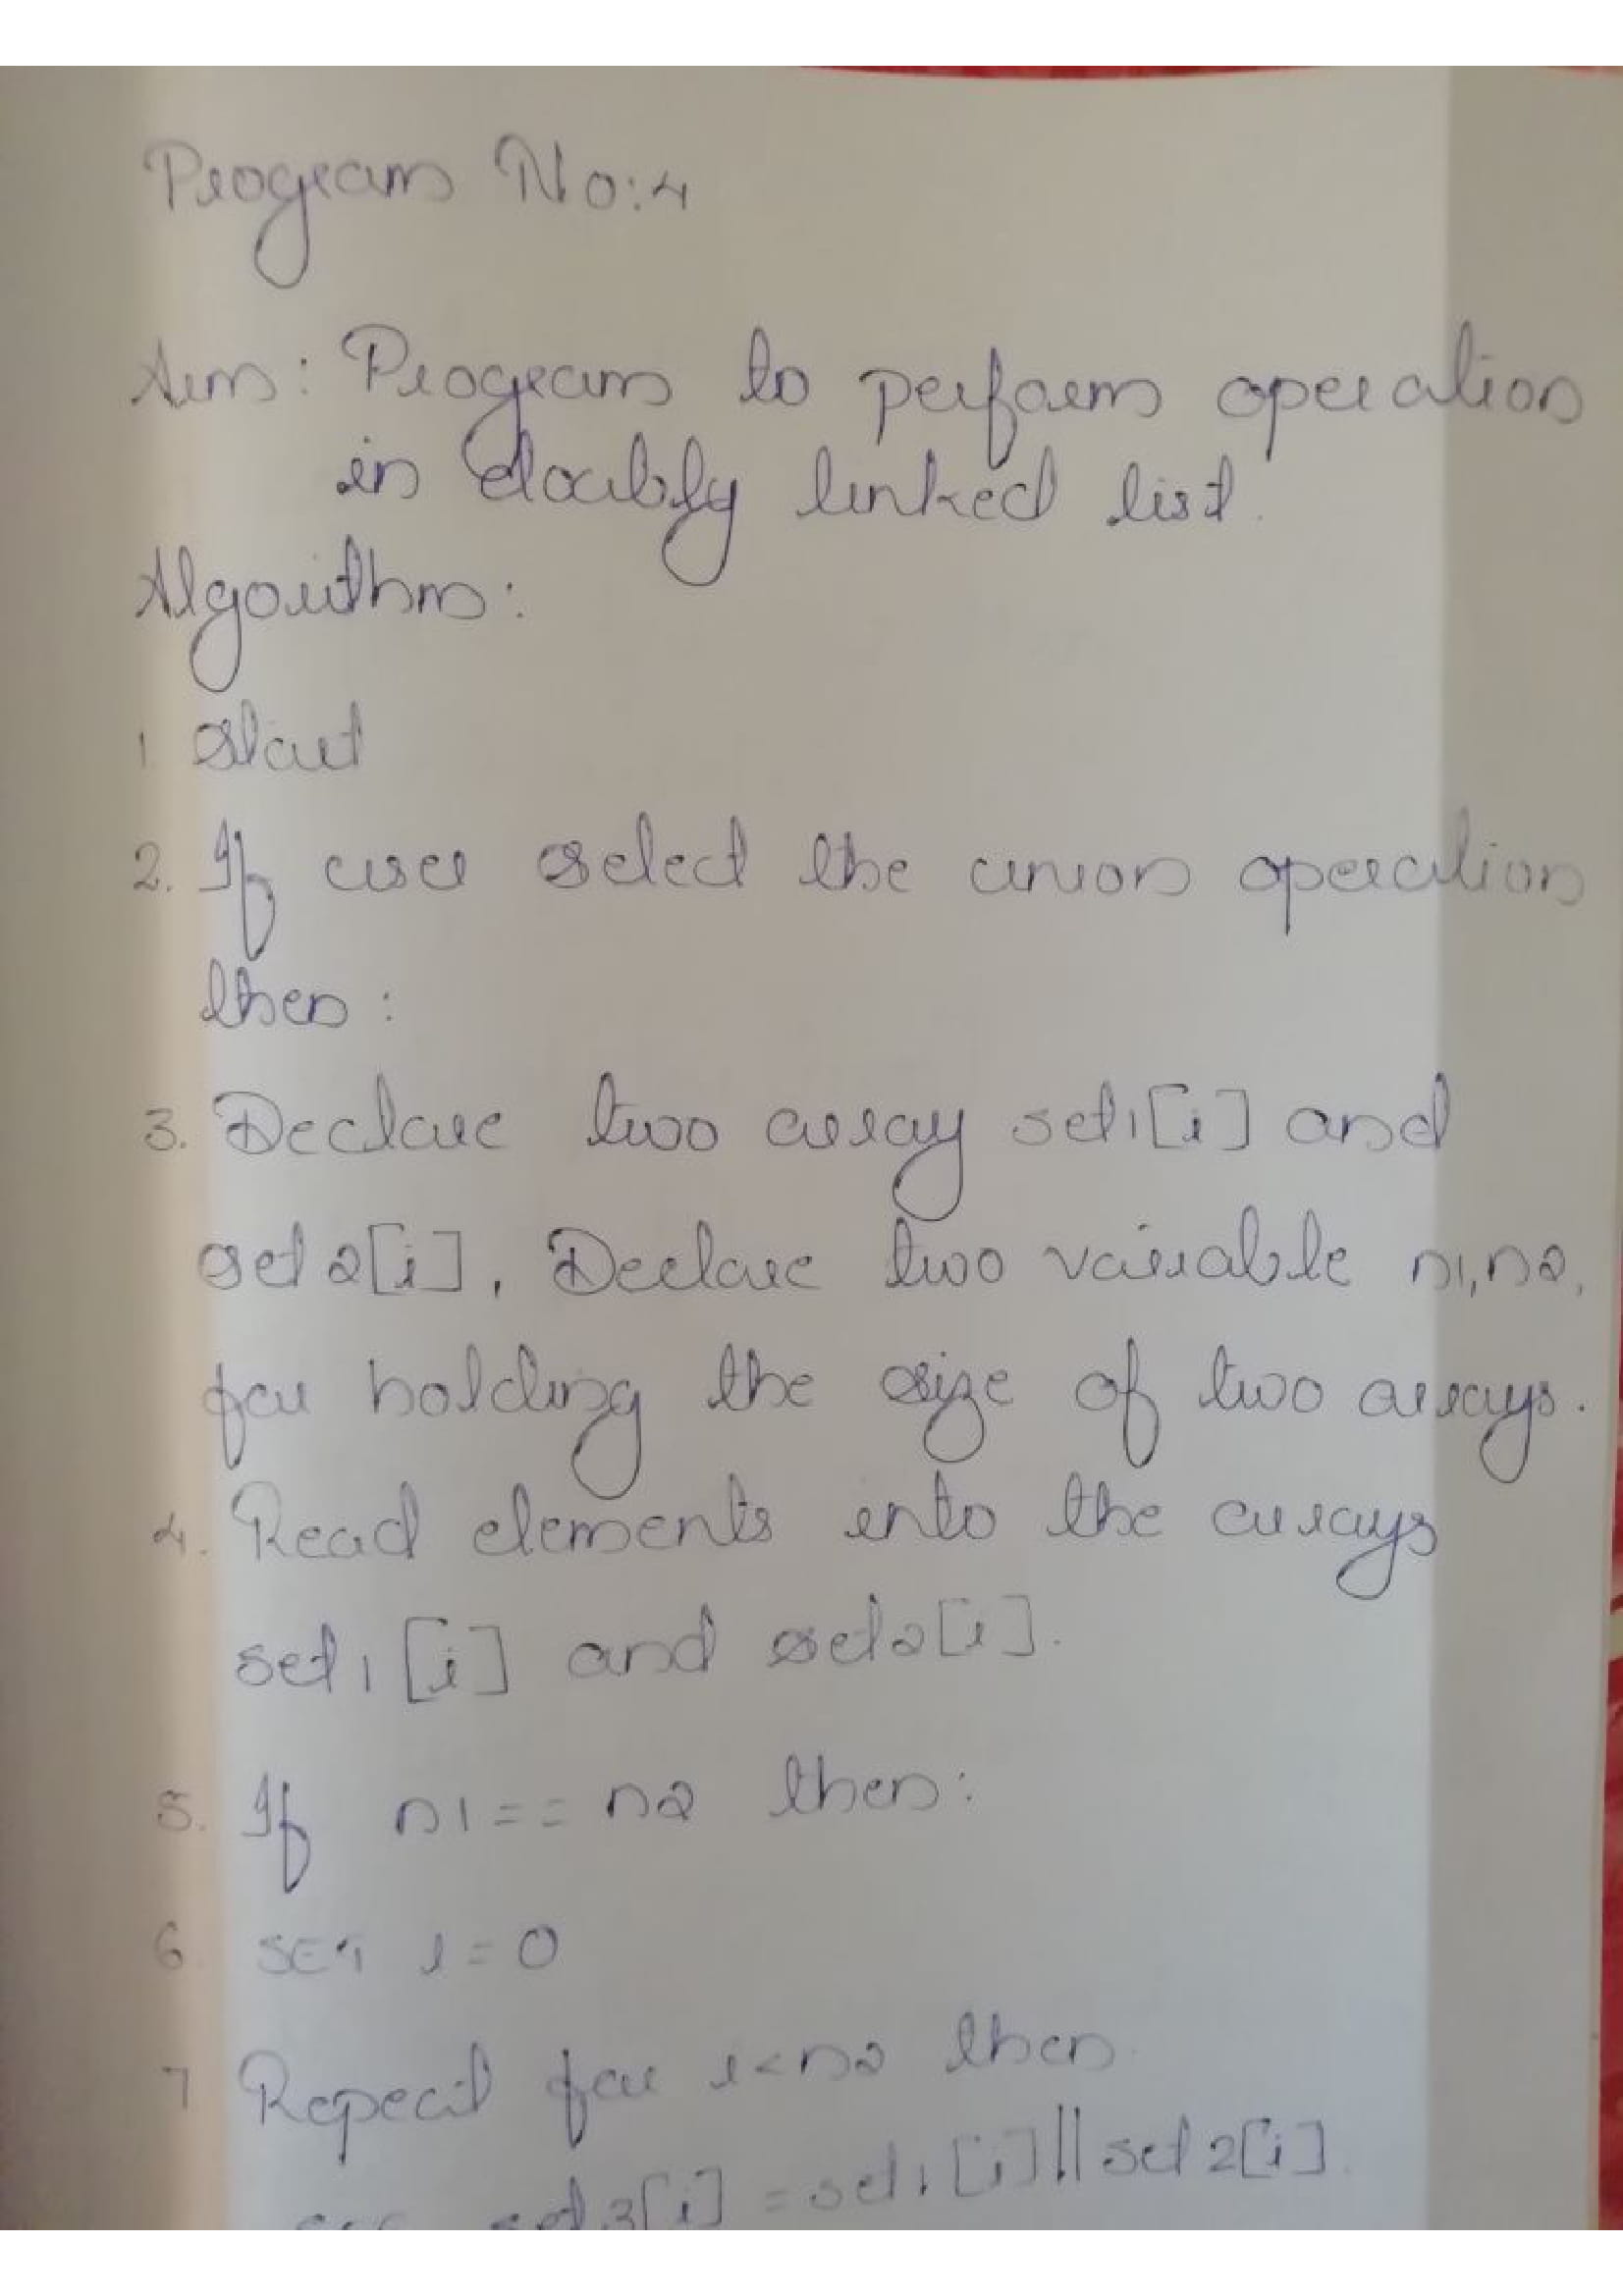 Program No:4
Aim: Program to perform operation
in doubly linked list.
Algorithm:
1. Start
2. If user select the union operation
then:
3. Declare two array set1[i] and
set2[i]. Declare two variable n1,n2,
for holding the size of two arrays.
4. Read elements into the arrays
set1[i] and set2[i].
5. If n1 == n2 then:
6. SET i=0
7 Repeat for i<n2 then
set3[i] = set1[i]||set2[i].